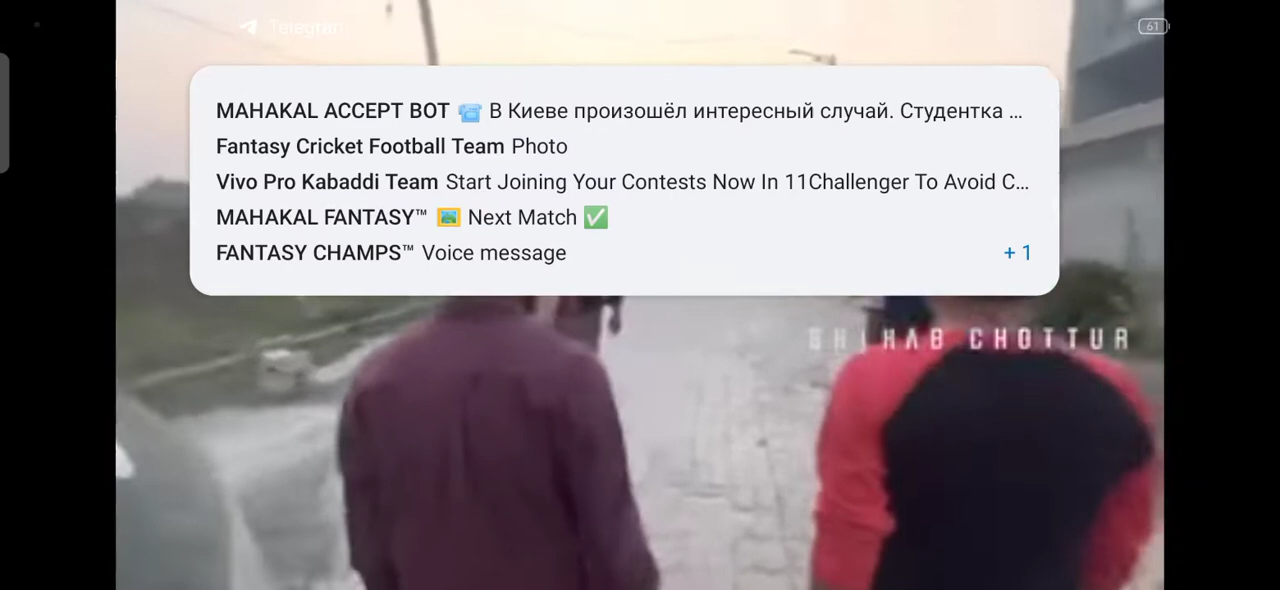 Telegram
61
MAHAKAL ACCEPT BOT 📹 В Киеве произошёл интересный случай. Студентка ...
Fantasy Cricket Football Team Photo
Vivo Pro Kabaddi Team Start Joining Your Contests Now In 11Challenger To Avoid C...
MAHAKAL FANTASY™ 🖼️ Next Match ✅
FANTASY CHAMPS™ Voice message + 1
SHIHAB CHOTTUR